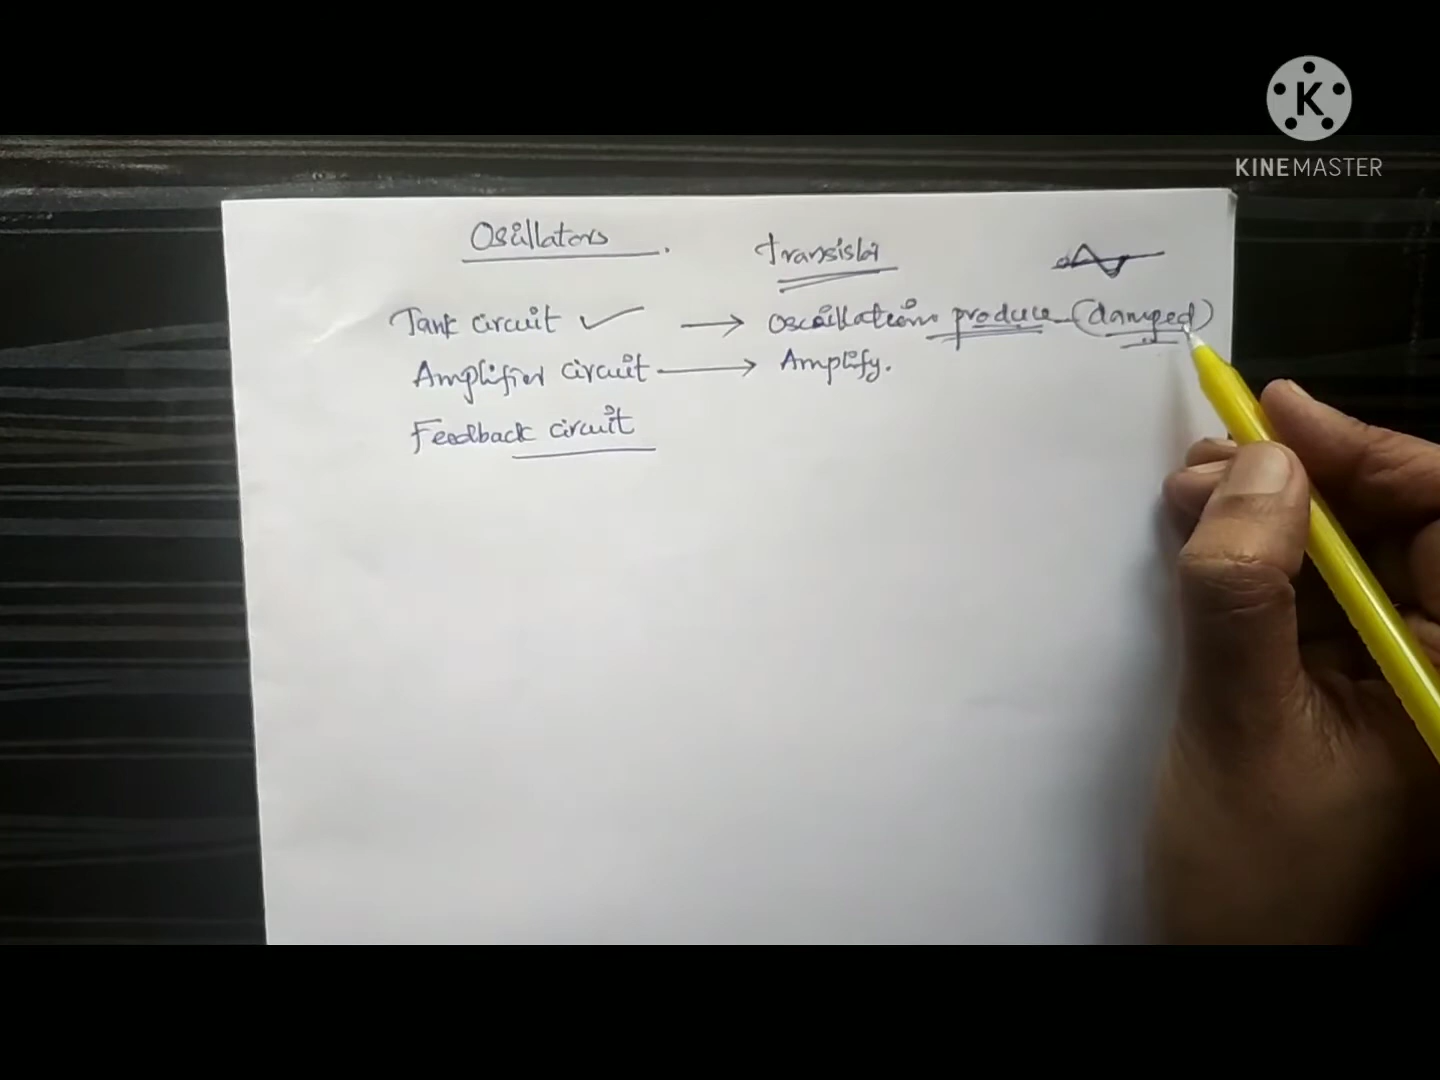 K
KINEMASTER
Oscillators. Transistor
Tank circuit ✓ → oscillations produce (damped)
Amplifier circuit → Amplify.
Feedback circuit